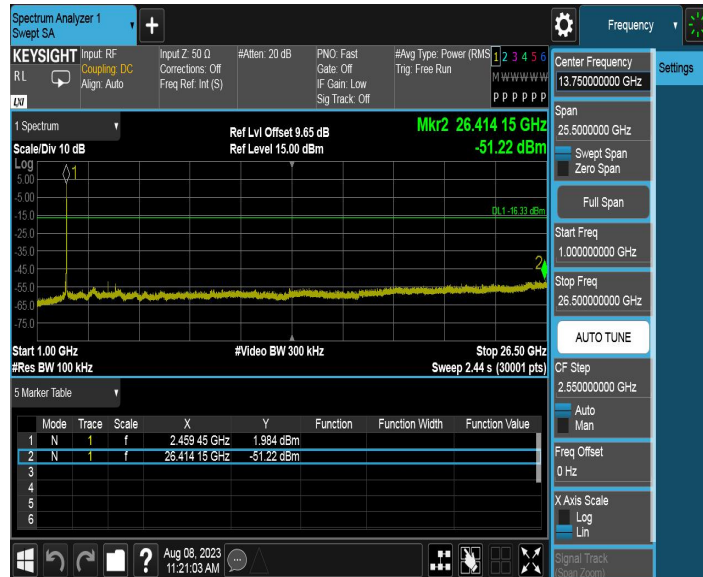 Spectrum Analyzer 1
Swept SA
+
Frequency
KEYSIGHT
RL
LXI
Input: RF
Coupling: DC
Align: Auto
Input Z: 50 Ω
Corrections: Off
Freq Ref: Int (S)
#Atten: 20 dB
PNO: Fast
Gate: Off
IF Gain: Low
Sig Track: Off
#Avg Type: Power (RMS
Trig: Free Run
1 2 3 4 5 6
M W W W W W
P P P P P P
1 Spectrum
Scale/Div 10 dB
Ref Lvl Offset 9.65 dB
Ref Level 15.00 dBm
Mkr2 26.414 15 GHz
-51.22 dBm
Log
5.00
-5.00
-15.0
-25.0
-35.0
-45.0
-55.0
-65.0
-75.0
1
DL1 -16.33 dBm
2
Start 1.00 GHz
#Res BW 100 kHz
#Video BW 300 kHz
Stop 26.50 GHz
Sweep 2.44 s (30001 pts)
5 Marker Table
Mode Trace Scale X Y Function Function Width Function Value
1 N 1 f 2.459 45 GHz 1.984 dBm
2 N 1 f 26.414 15 GHz -51.22 dBm
3
4
5
6
?
Aug 08, 2023
11:21:03 AM
Center Frequency
13.750000000 GHz
Settings
Span
25.5000000 GHz
Swept Span
Zero Span
Full Span
Start Freq
1.000000000 GHz
Stop Freq
26.500000000 GHz
AUTO TUNE
CF Step
2.550000000 GHz
Auto
Man
Freq Offset
0 Hz
X Axis Scale
Log
Lin
Signal Track
(Span Zoom)